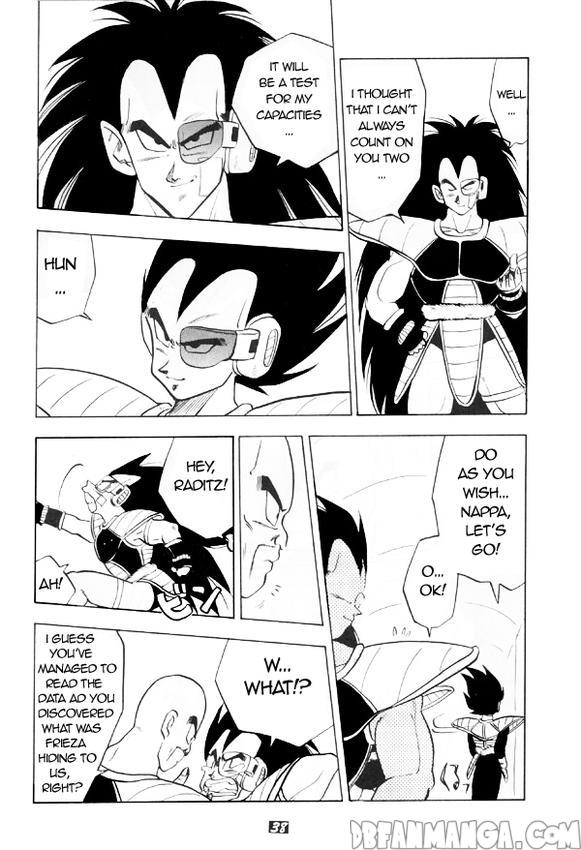 WELL
...
I THOUGHT
THAT I CAN'T
ALWAYS
COUNT ON
YOU TWO
...
IT WILL
BE A TEST
FOR MY
CAPACITIES
...
HUN
...
DO
AS YOU
WISH...
NAPPA,
LET'S
GO!
O...
OK!
HEY,
RADITZ!
AH!
W...
WHAT!?
I GUESS
YOU'VE
MANAGED TO
READ THE
DATA AD YOU
DISCOVERED
WHAT WAS
FRIEZA
HIDING TO
US,
RIGHT?
38
DBFANMANGA.COM